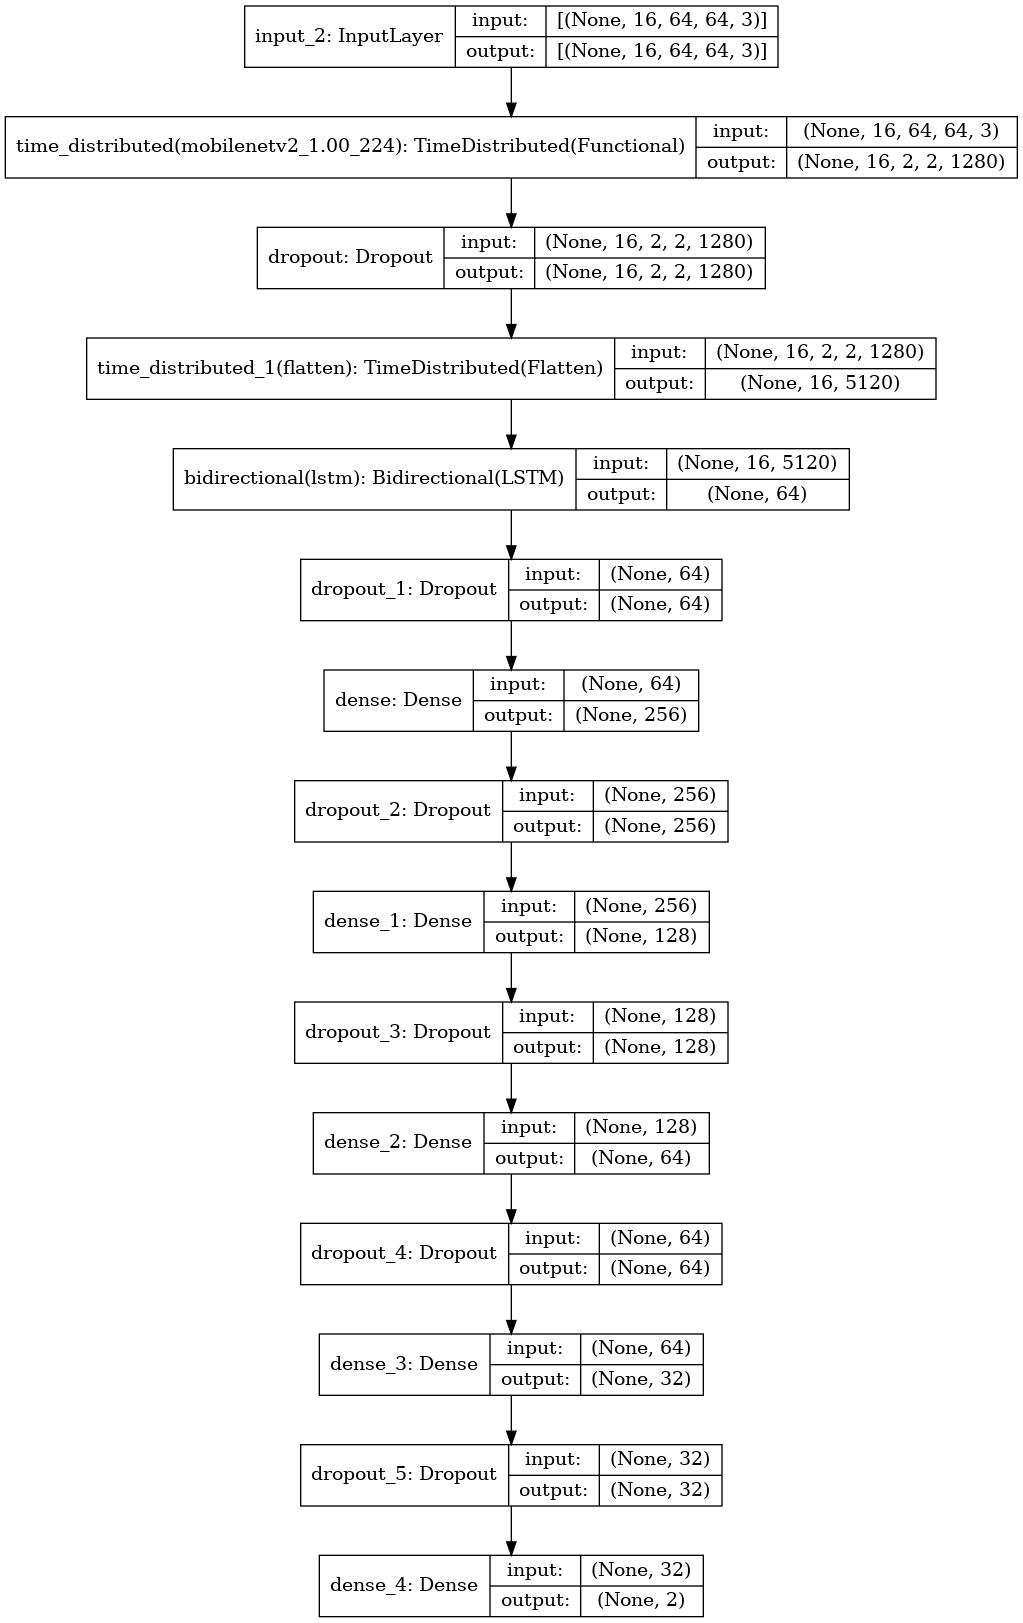 input_2: InputLayer
input: [(None, 16, 64, 64, 3)]
output: [(None, 16, 64, 64, 3)]
time_distributed(mobilenetv2_1.00_224): TimeDistributed(Functional)
input: (None, 16, 64, 64, 3)
output: (None, 16, 2, 2, 1280)
dropout: Dropout
input: (None, 16, 2, 2, 1280)
output: (None, 16, 2, 2, 1280)
time_distributed_1(flatten): TimeDistributed(Flatten)
input: (None, 16, 2, 2, 1280)
output: (None, 16, 5120)
bidirectional(lstm): Bidirectional(LSTM)
input: (None, 16, 5120)
output: (None, 64)
dropout_1: Dropout
input: (None, 64)
output: (None, 64)
dense: Dense
input: (None, 64)
output: (None, 256)
dropout_2: Dropout
input: (None, 256)
output: (None, 256)
dense_1: Dense
input: (None, 256)
output: (None, 128)
dropout_3: Dropout
input: (None, 128)
output: (None, 128)
dense_2: Dense
input: (None, 128)
output: (None, 64)
dropout_4: Dropout
input: (None, 64)
output: (None, 64)
dense_3: Dense
input: (None, 64)
output: (None, 32)
dropout_5: Dropout
input: (None, 32)
output: (None, 32)
dense_4: Dense
input: (None, 32)
output: (None, 2)